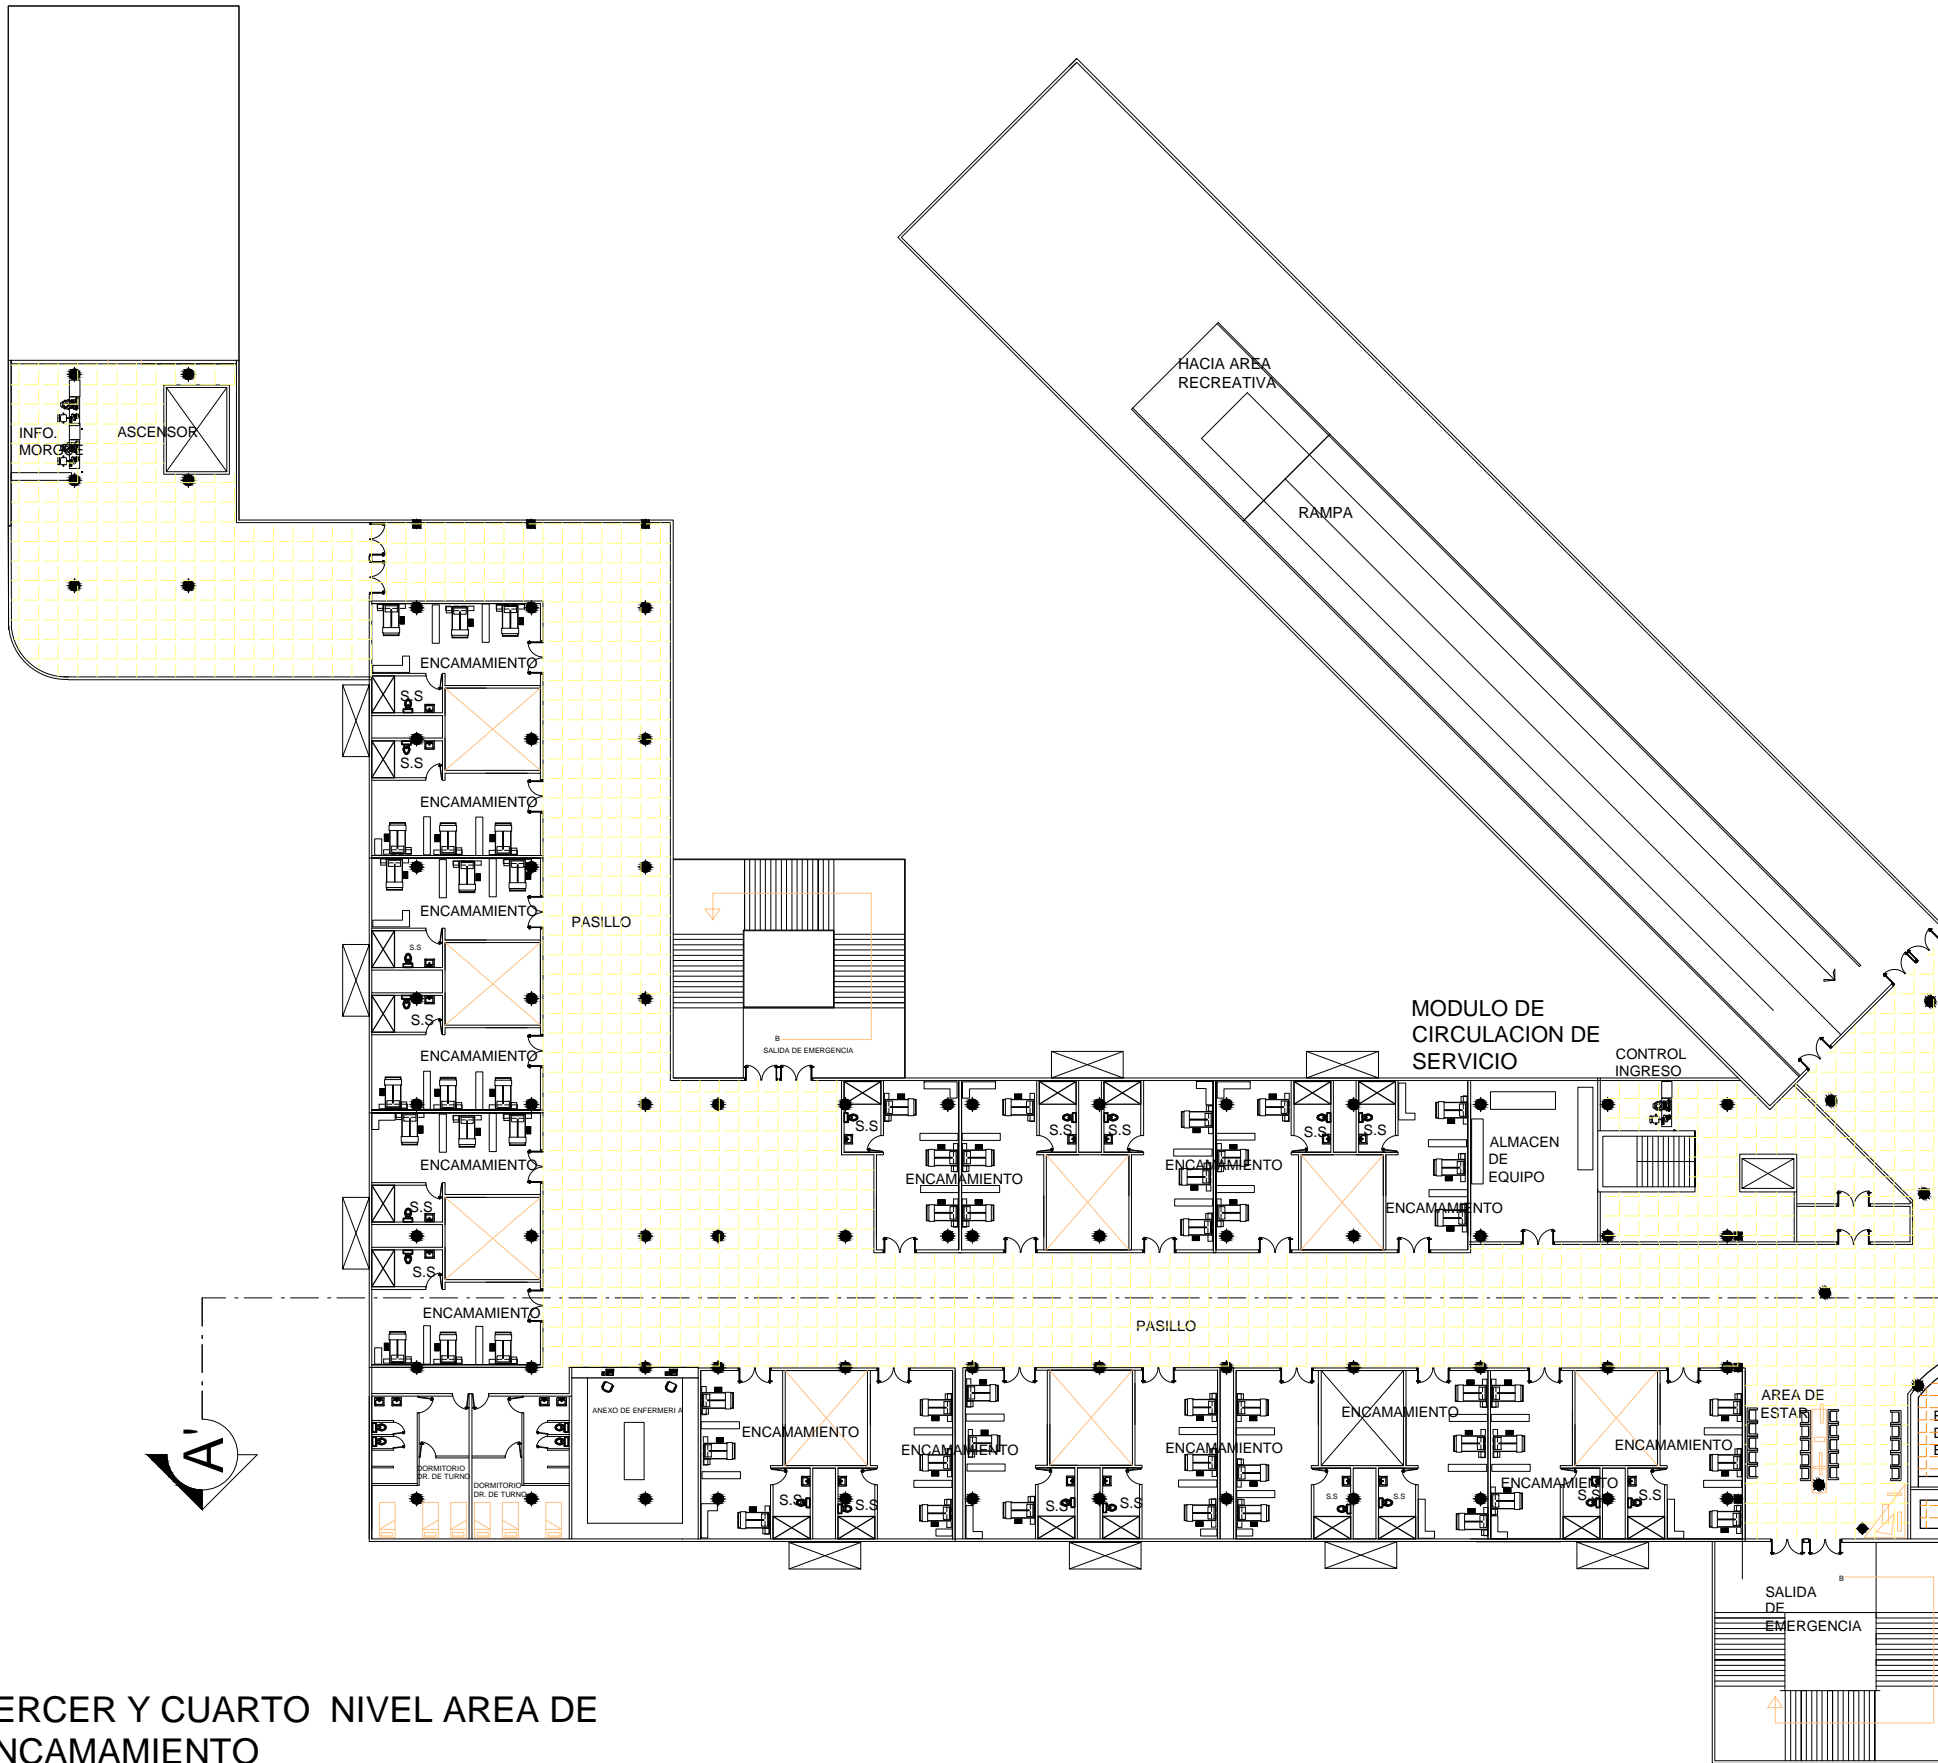 HACIA AREA
RECREATIVA
INFO.
MORGUE
ASCENSOR
RAMPA
ENCAMAMIENTO
S.S
S.S
ENCAMAMIENTO
ENCAMAMIENTO
PASILLO
S.S
S.S
ENCAMAMIENTO
B
SALIDA DE EMERGENCIA
MODULO DE
CIRCULACION DE
SERVICIO
CONTROL
INGRESO
S.S
S.S
S.S
S.S
S.S
ALMACEN
DE
EQUIPO
ENCAMAMIENTO
ENCAMAMIENTO
ENCAMAMIENTO
ENCAMAMIENTO
S.S
S.S
ENCAMAMIENTO
PASILLO
AREA DE
ESTAR
ANEXO DE ENFERMERI A
ENCAMAMIENTO
ENCAMAMIENTO
ENCAMAMIENTO
ENCAMAMIENTO
ENCAMAMIENTO
ENCAMAMIENTO
A'
DORMITORIO
DR. DE TURNO
DORMITORIO
DR. DE TURNO
S.S
S.S
S.S
S.S
S.S
S.S
S.S
S.S
B
SALIDA
DE
EMERGENCIA
ERCER Y CUARTO NIVEL AREA DE
NCAMAMIENTO